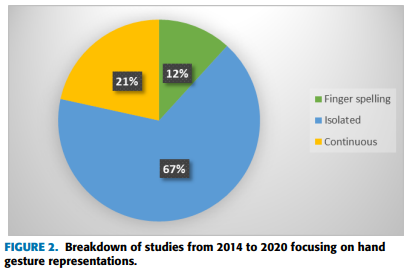 12%
21%
67%
Finger spelling
Isolated
Continuous
FIGURE 2. Breakdown of studies from 2014 to 2020 focusing on hand
gesture representations.